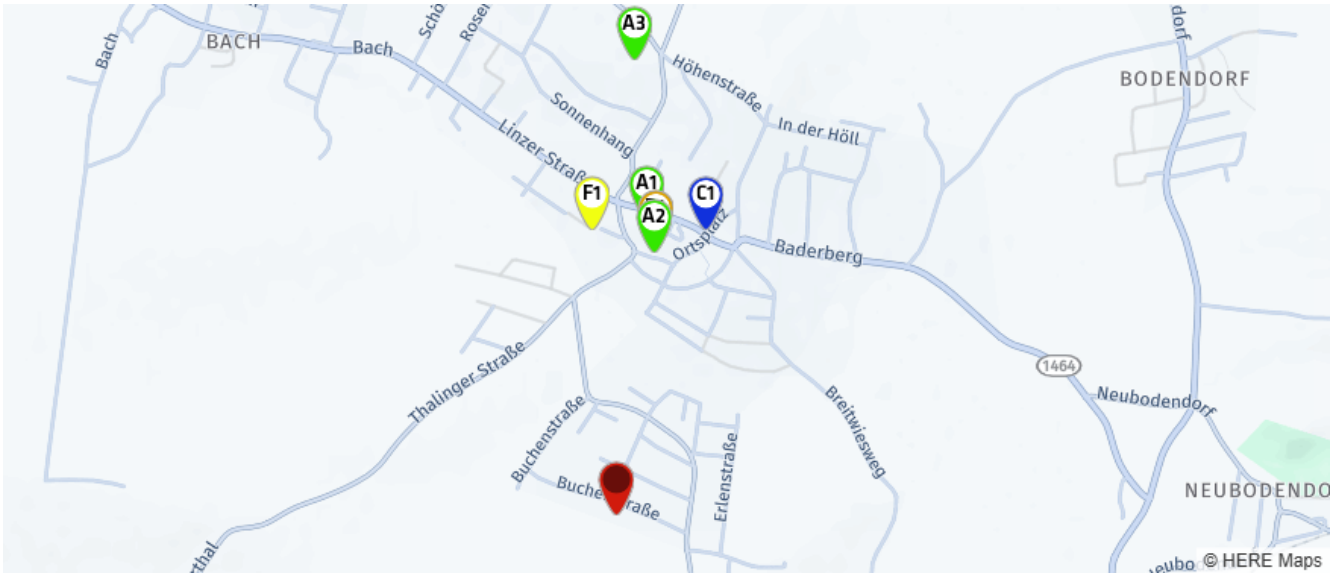 A3
BACH
Bach
Bach
Höhenstraße
BODENDORF
Sonnenhang
In der Höll
Linzer Straße
A1
F1
C1
A2
Ortsplatz
Baderberg
1464
Thalinger Straße
Neubodendorf
Buchenstraße
Breitwiesweg
Erlenstraße
© HERE Maps